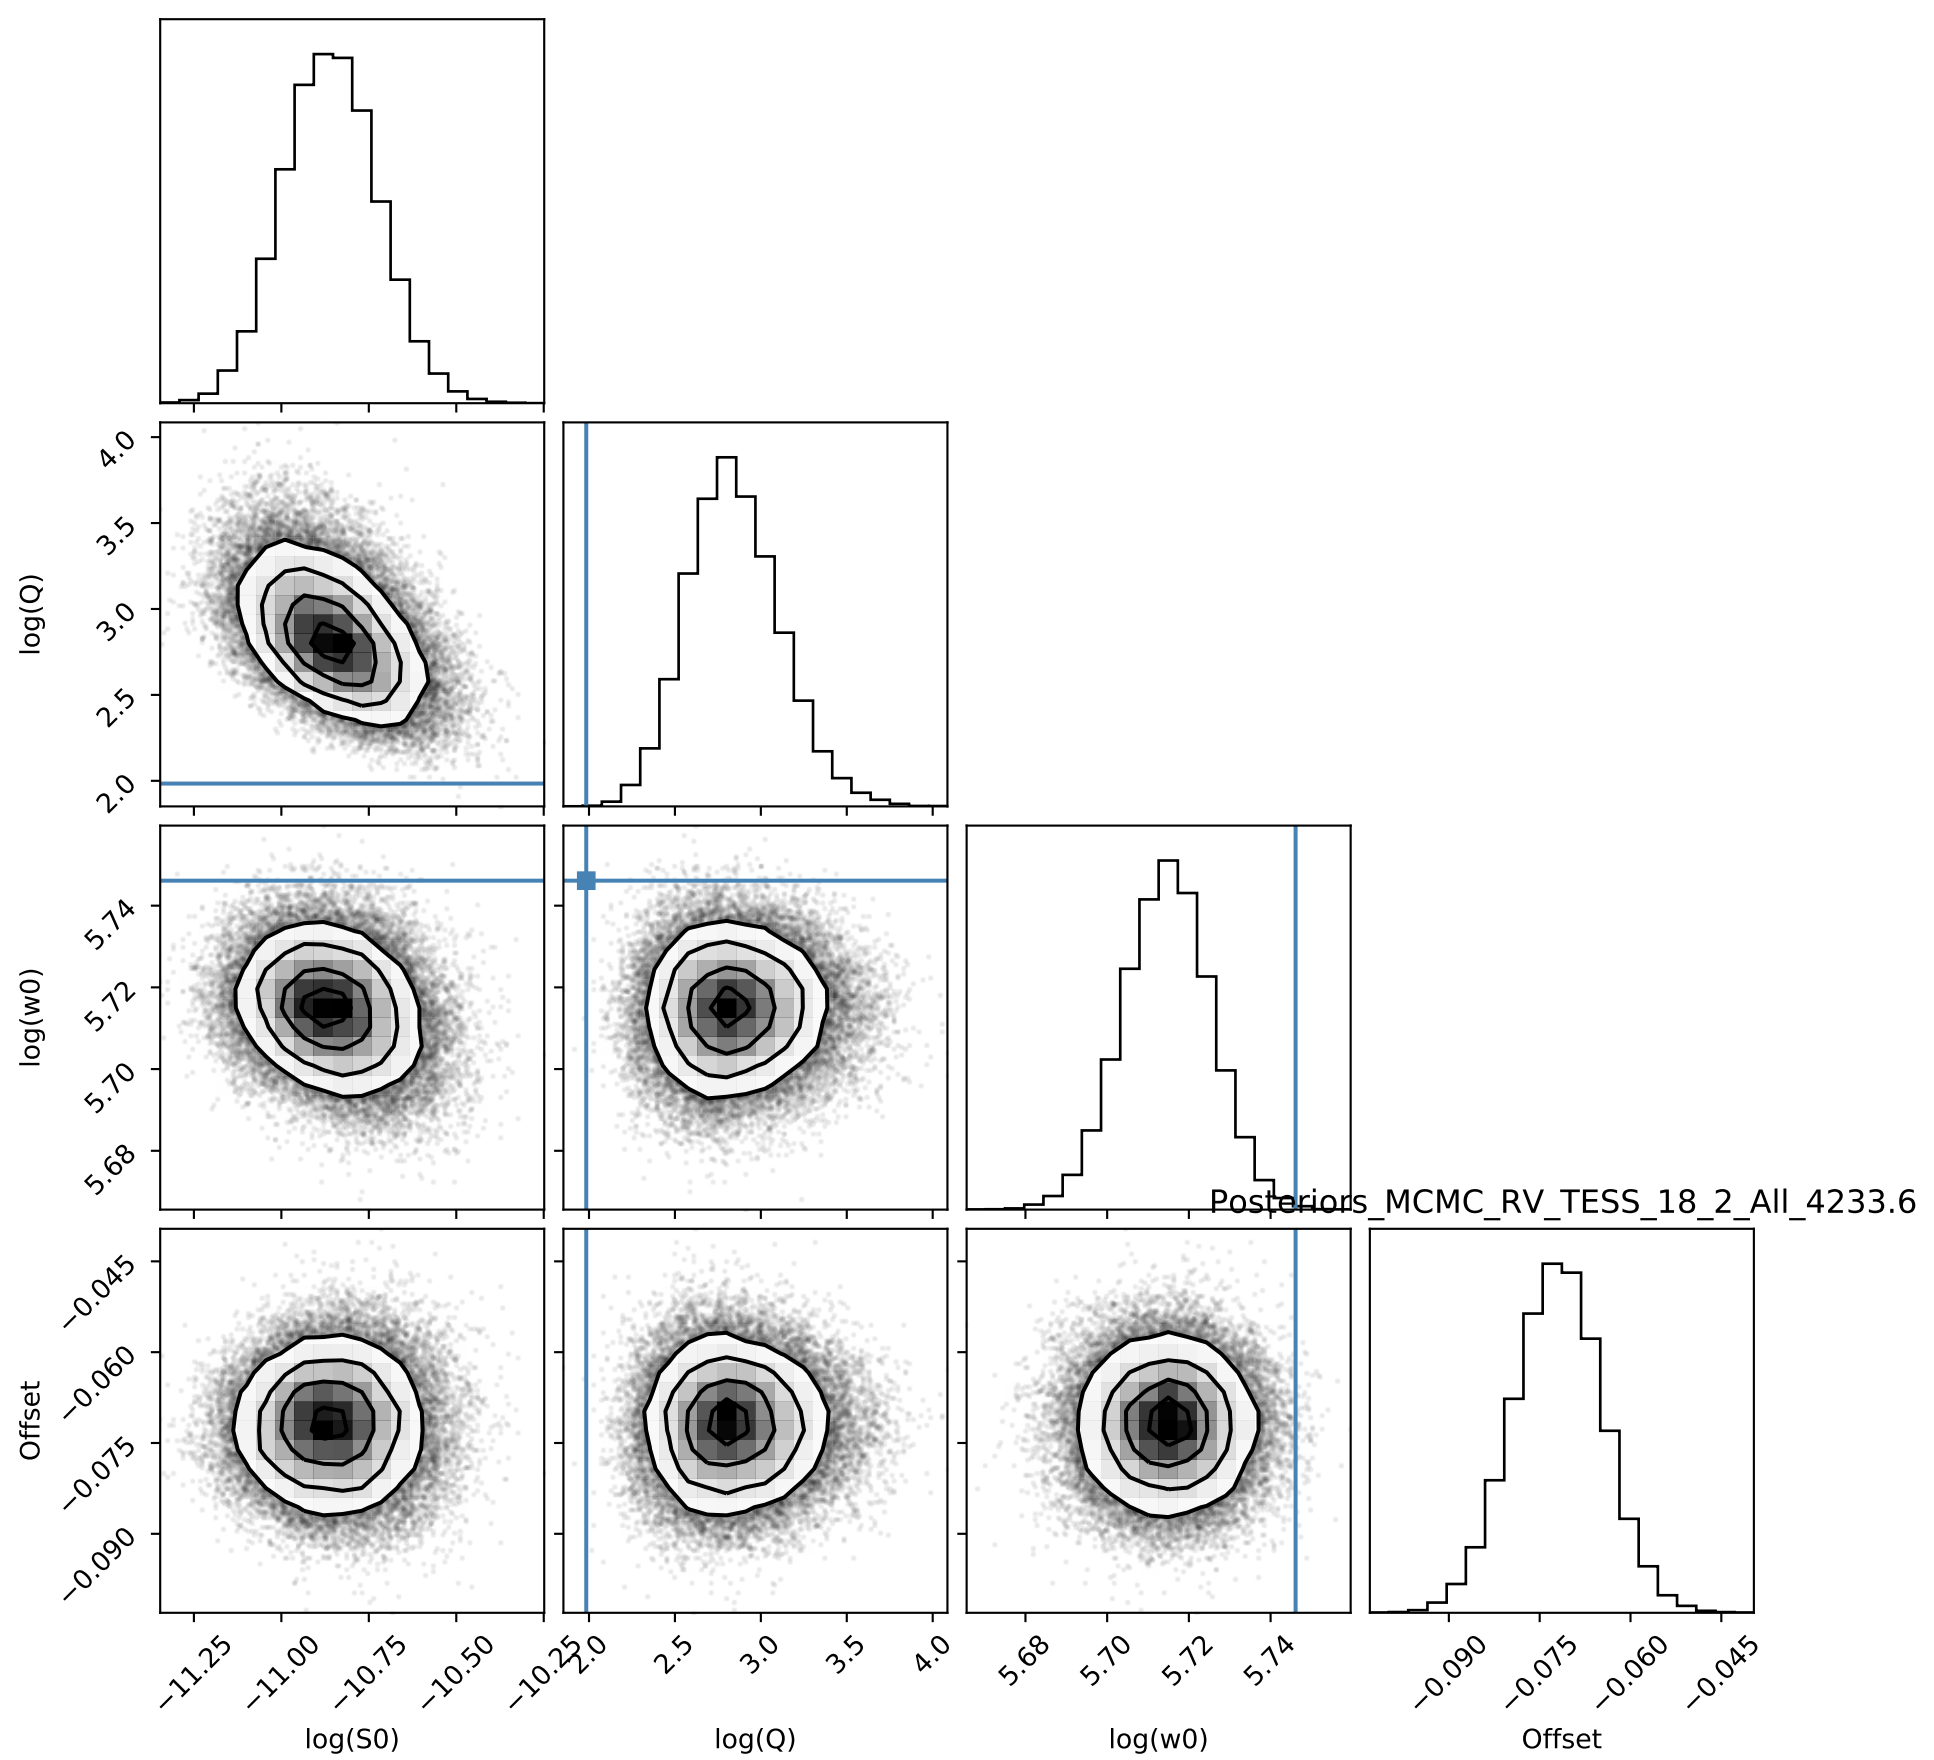 4.0
3.5
3.0
2.5
2.0
log(Q)
5.74
5.72
5.70
5.68
log(w0)
Posteriors_MCMC_RV_TESS_18_2_All_4233.6
−0.045
−0.060
−0.075
−0.090
Offset
−11.25 −11.00 −10.75 −10.50 −10.25
2.0 2.5 3.0 3.5 4.0
5.68 5.70 5.72 5.74
−0.090 −0.075 −0.060 −0.045
log(S0) log(Q) log(w0) Offset